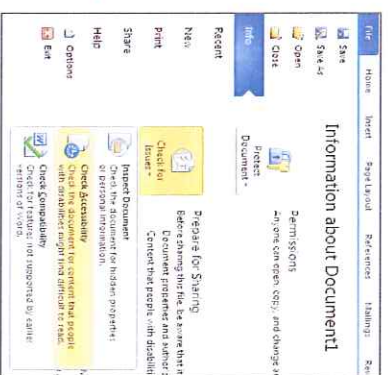 File Home Insert Page Layout References Mailings Rev
Save
Save As
Open
Close
Info
Recent
New
Print
Share
Help
Options
Exit
Information about Document1
Protect
Document
Permissions
Anyone can open, copy, and change a
Check for
Issues
Prepare for Sharing
Before sharing this file, be aware that it
Document properties and author
Content that people with disabiliti
Inspect Document
Check the document for hidden properties
or personal information.
Check Accessibility
Check the document for content that people
with disabilities might find difficult to read.
Check Compatibility
Check for features not supported by earlier
versions of Word.